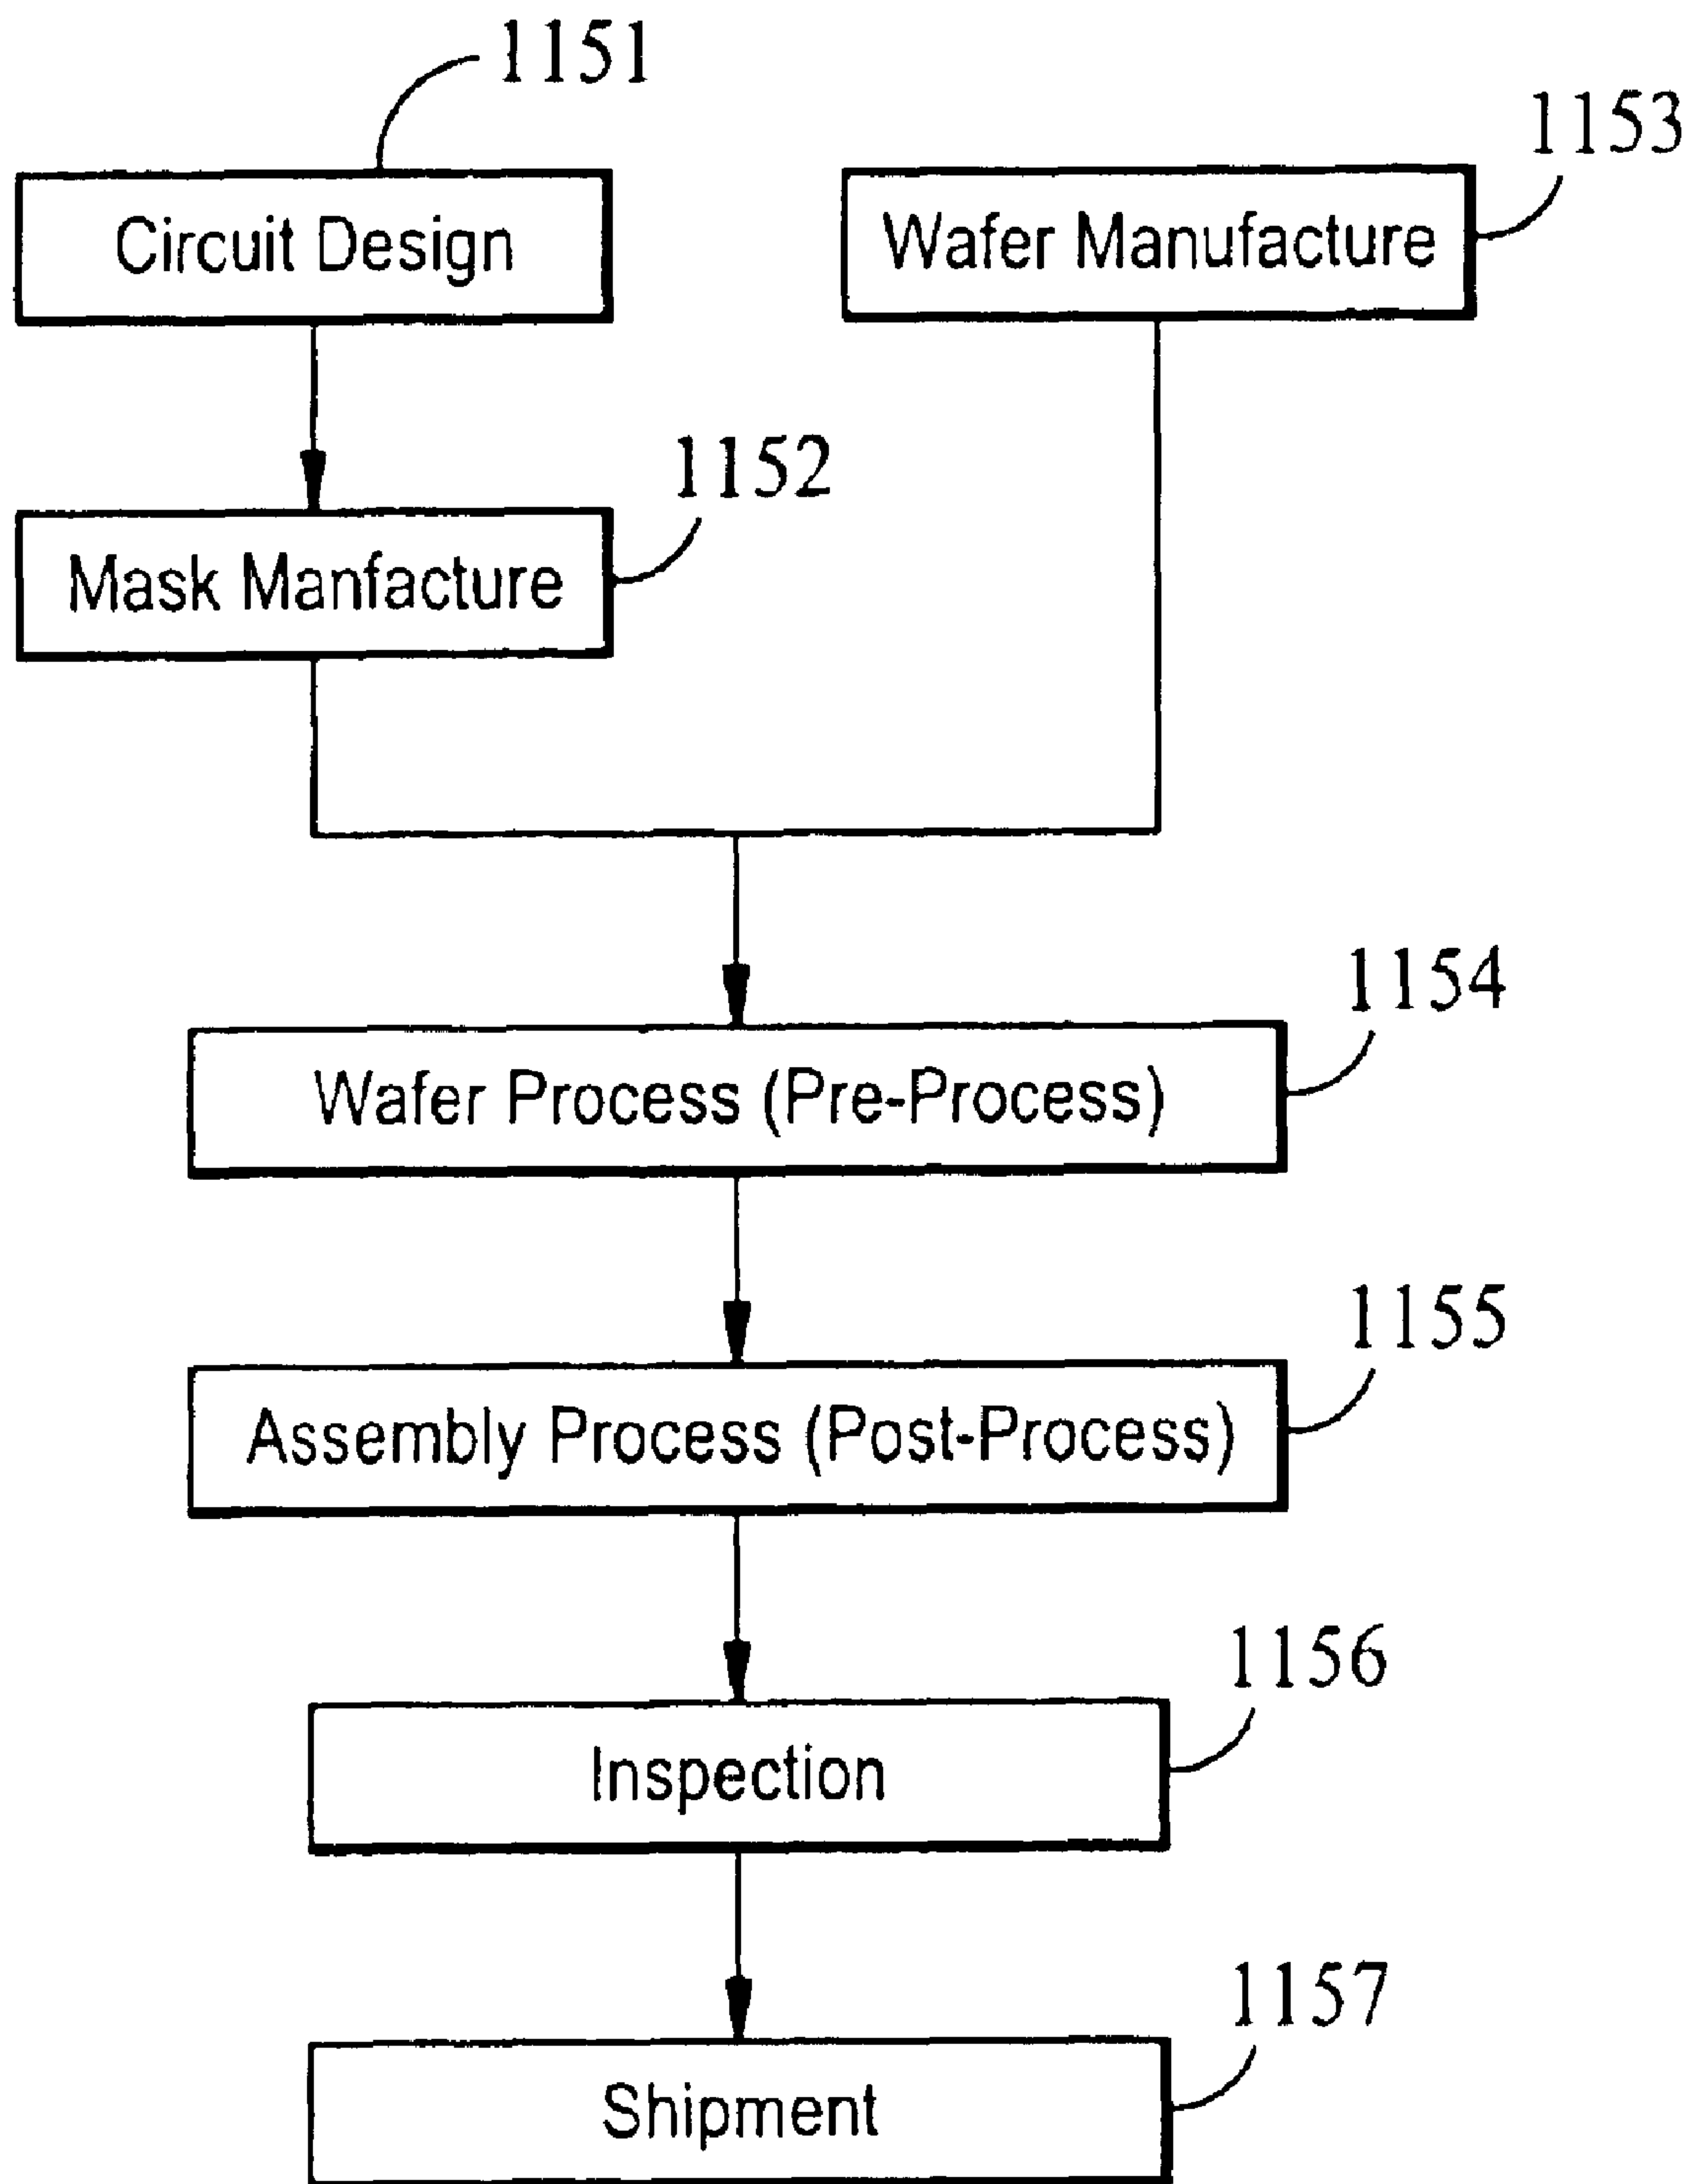 1151
1153
Circuit Design
Wafer Manufacture
1152
Mask Manfacture
1154
Wafer Process (Pre-Process)
1155
Assembly Process (Post-Process)
1156
Inspection
1157
Shipment